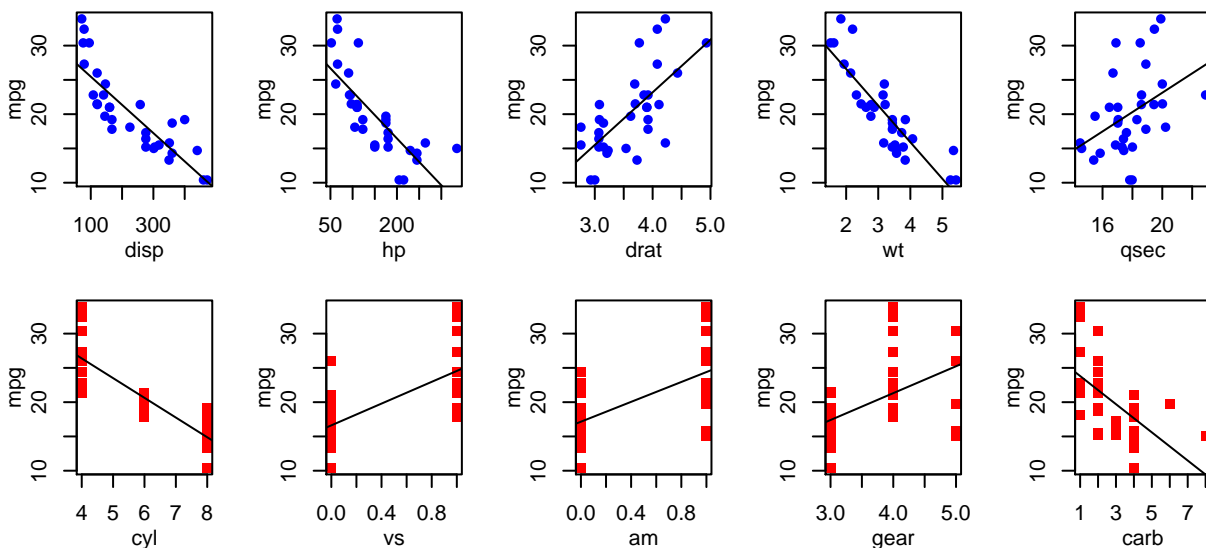 mpg 10 20 30 100 300 disp
mpg 10 20 30 50 200 hp
mpg 10 20 30 3.0 4.0 5.0 drat
mpg 10 20 30 2 3 4 5 wt
mpg 10 20 30 16 20 qsec
mpg 10 20 30 4 5 6 7 8 cyl
mpg 10 20 30 0.0 0.4 0.8 vs
mpg 10 20 30 0.0 0.4 0.8 am
mpg 10 20 30 3.0 4.0 5.0 gear
mpg 10 20 30 1 3 5 7 carb